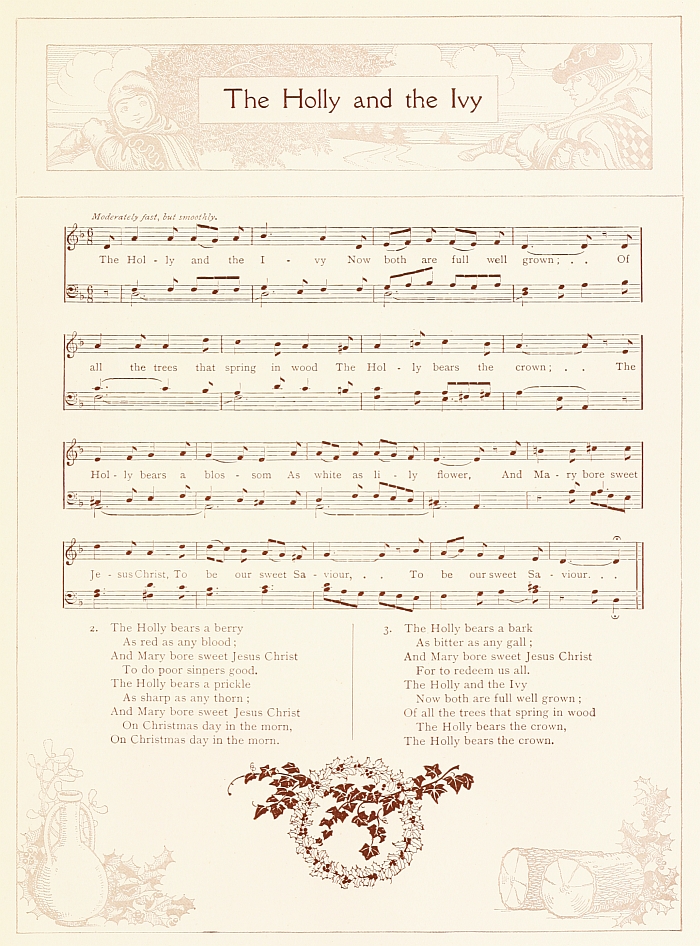 The Holly and the Ivy
Moderately fast, but smoothly.
The Hol - ly and the I - vy Now both are full well grown; . . Of
all the trees that spring in wood The Hol - ly bears the crown; . . The
Hol - ly bears a blos - som As white as li - ly flower, And Ma - ry bore sweet
Je - sus Christ, To be our sweet Sa - viour, . . To be our sweet Sa - viour. . .
2. The Holly bears a berry
As red as any blood;
And Mary bore sweet Jesus Christ
To do poor sinners good.
The Holly bears a prickle
As sharp as any thorn;
And Mary bore sweet Jesus Christ
On Christmas day in the morn,
On Christmas day in the morn.
3. The Holly bears a bark
As bitter as any gall;
And Mary bore sweet Jesus Christ
For to redeem us all.
The Holly and the Ivy
Now both are full well grown;
Of all the trees that spring in wood
The Holly bears the crown,
The Holly bears the crown.